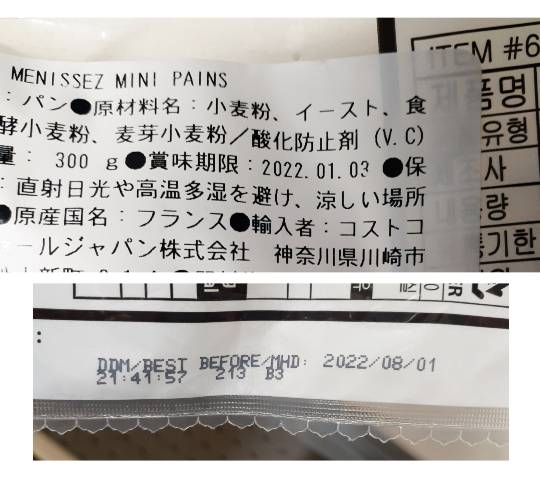 MENISSEZ MINI PAINS
ITEM #6
: パン●原材料名:小麦粉、イースト、食
제품명
酵小麦粉、麦芽小麦粉/酸化防止剤 (V.C)
유형
量: 300 g●賞味期限:2022.01.03 ●保
: 直射日光や高温多湿を避け、涼しい場所
●原産国名:フランス●輸入者:コストコ
ールジャパン株式会社 神奈川県川崎市
:
DDM/BEST BEFORE/MHD: 2022/08/01
21:41:57 213 B3